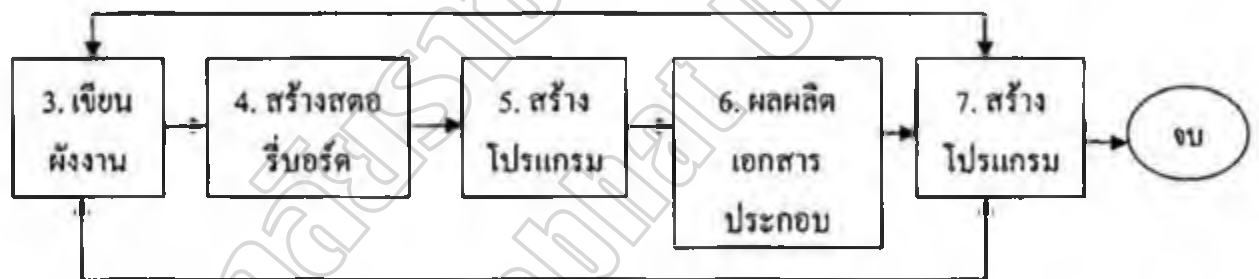 3. เขียน
ผังงาน
4. สร้างสตอ
รี่บอร์ด
5. สร้าง
โปรแกรม
6. ผลผลิต
เอกสาร
ประกอบ
7. สร้าง
โปรแกรม
จบ